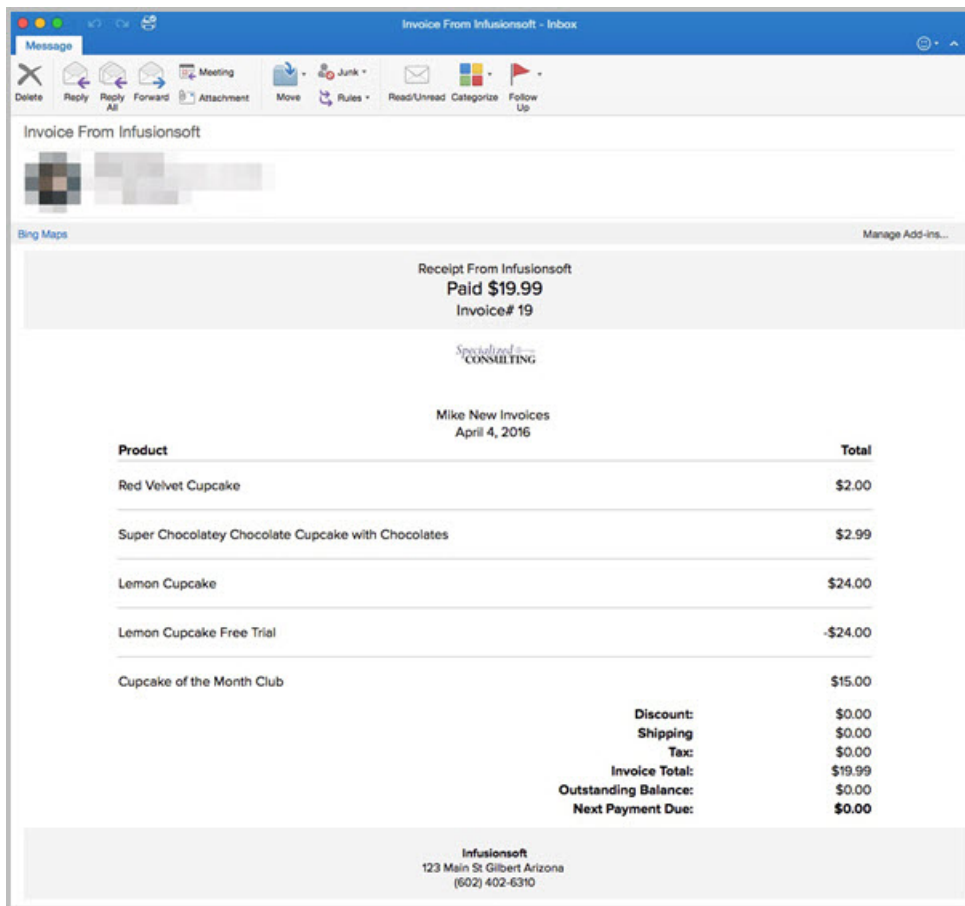 Invoice From Infusionsoft - Inbox
Message
Delete Reply Reply All Forward Meeting Attachment Move Junk Rules Read/Unread Categorize Follow Up
Invoice From Infusionsoft
Bing Maps Manage Add-ins...
Receipt From Infusionsoft
Paid $19.99
Invoice# 19
Specialized
CONSULTING
Mike New Invoices
April 4, 2016
Product Total
Red Velvet Cupcake $2.00
Super Chocolatey Chocolate Cupcake with Chocolates $2.99
Lemon Cupcake $24.00
Lemon Cupcake Free Trial -$24.00
Cupcake of the Month Club $15.00
Discount: $0.00
Shipping $0.00
Tax: $0.00
Invoice Total: $19.99
Outstanding Balance: $0.00
Next Payment Due: $0.00
Infusionsoft
123 Main St Gilbert Arizona
(602) 402-6310